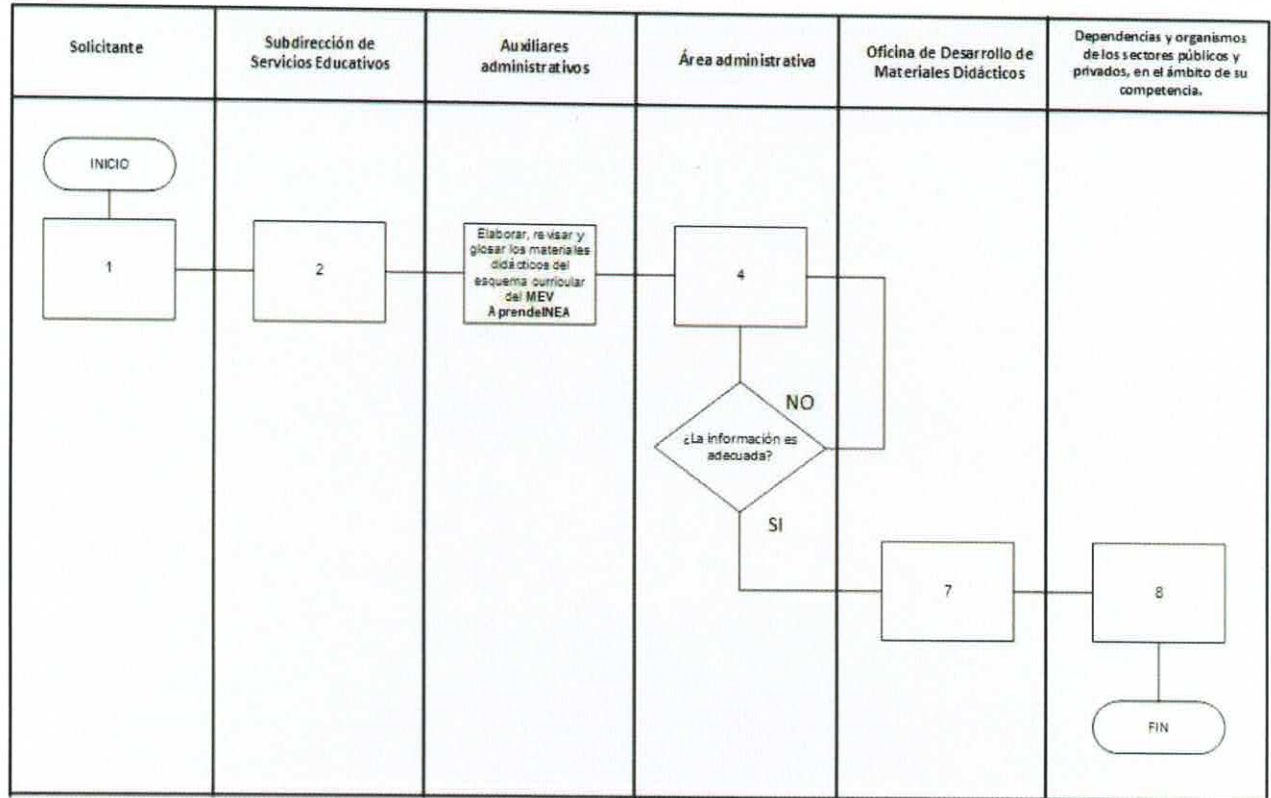 Solicitante
Subdirección de
Servicios Educativos
Auxiliares
administrativos
Área administrativa
Oficina de Desarrollo de
Materiales Didácticos
Dependencias y organismos
de los sectores públicos y
privados, en el ámbito de su
competencia.
INICIO
1
2
Elaborar, revisar y
glosar los materiales
didácticos del
esquema curricular
del MEV
AprendeINEA
4
NO
¿La información es
adecuada?
SI
7
8
FIN